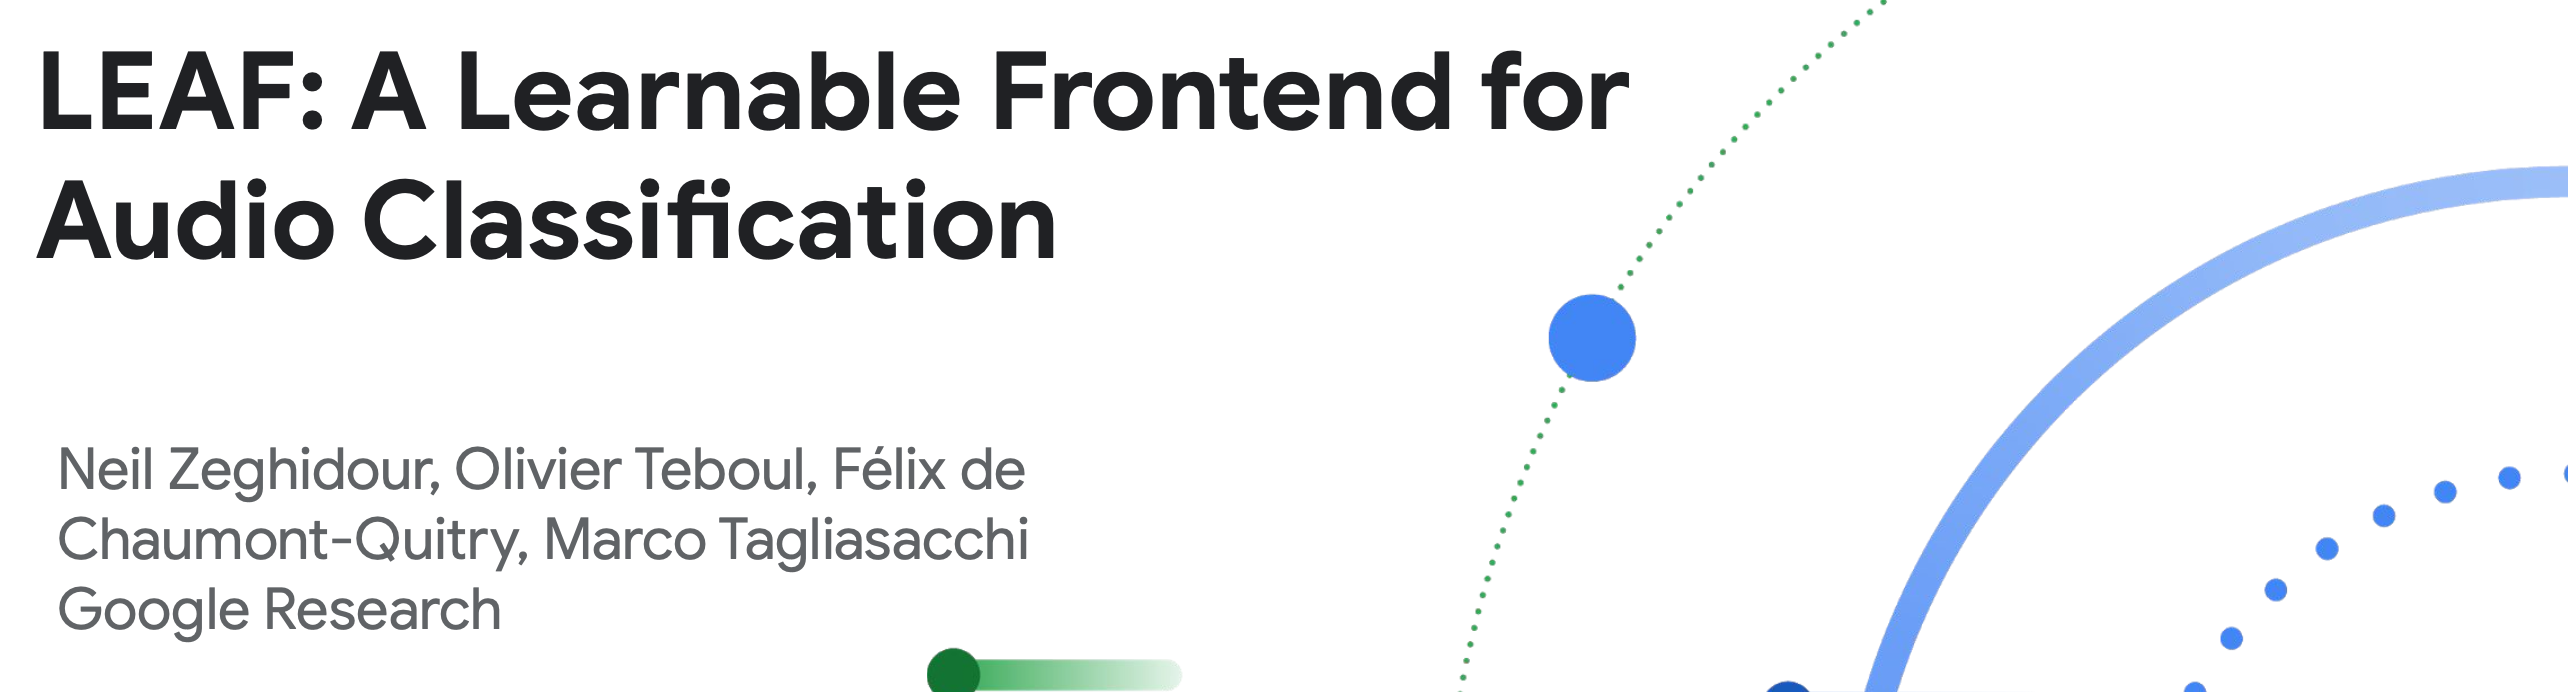 LEAF: A Learnable Frontend for
Audio Classification
Neil Zeghidour, Olivier Teboul, Félix de
Chaumont-Quitry, Marco Tagliasacchi
Google Research